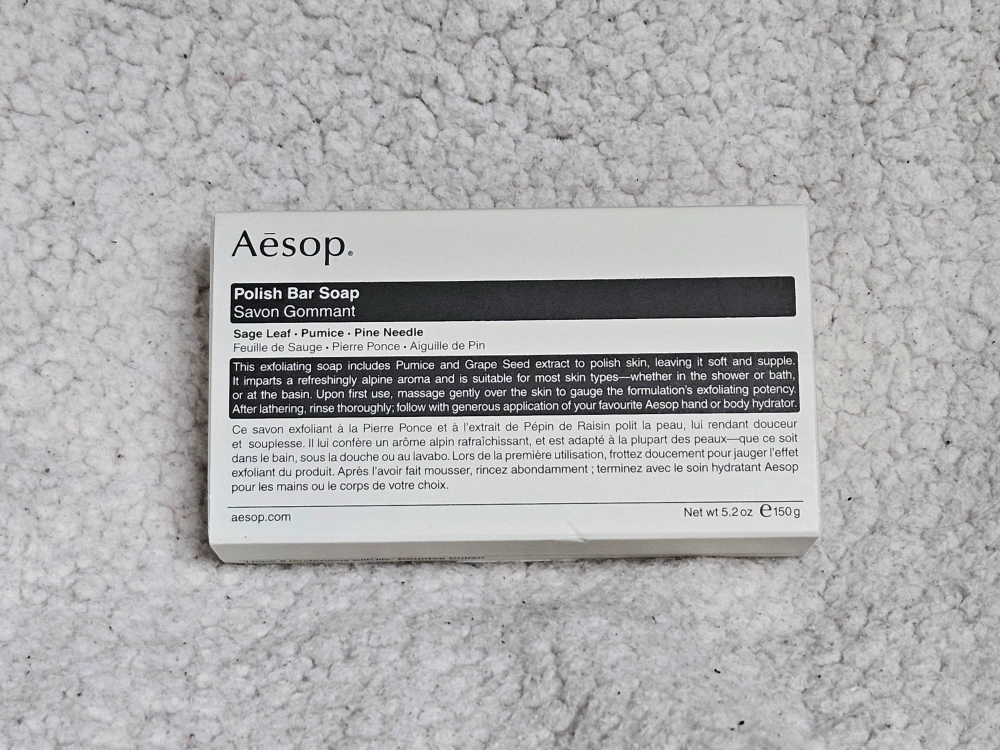 Aēsop®
Polish Bar Soap
Savon Gommant
Sage Leaf • Pumice • Pine Needle
Feuille de Sauge • Pierre Ponce • Aiguille de Pin
This exfoliating soap includes Pumice and Grape Seed extract to polish skin, leaving it soft and supple.
It imparts a refreshingly alpine aroma and is suitable for most skin types—whether in the shower or bath,
or at the basin. Upon first use, massage gently over the skin to gauge the formulation's exfoliating potency.
After lathering, rinse thoroughly; follow with generous application of your favourite Aesop hand or body hydrator.
Ce savon exfoliant à la Pierre Ponce et à l'extrait de Pépin de Raisin polit la peau, lui rendant douceur
et souplesse. Il lui confère un arôme alpin rafraîchissant, et est adapté à la plupart des peaux—que ce soit
dans le bain, sous la douche ou au lavabo. Lors de la première utilisation, frottez doucement pour jauger l'effet
exfoliant du produit. Après l'avoir fait mousser, rincez abondamment ; terminez avec le soin hydratant Aesop
pour les mains ou le corps de votre choix.
aesop.com
Net wt 5.2 oz ℮150 g